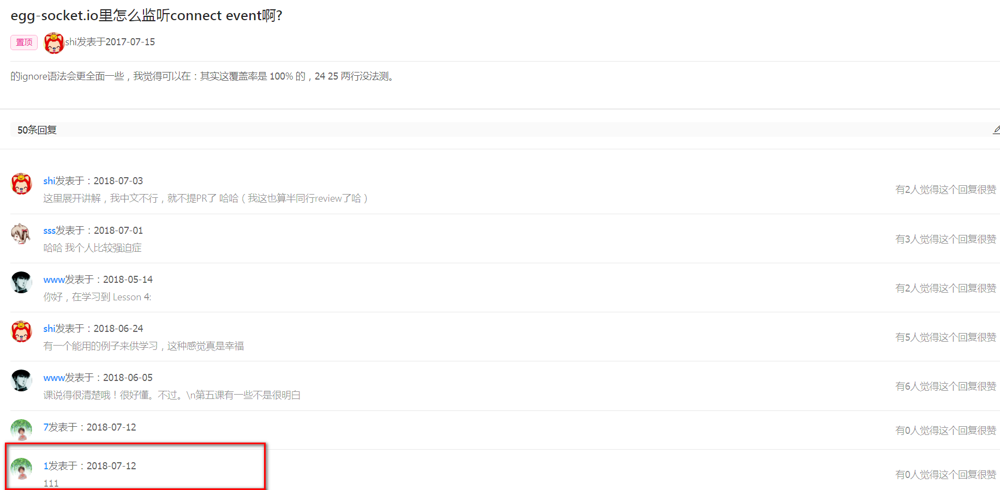 egg-socket.io里怎么监听connect event啊?
置顶 shi发表于2017-07-15
的ignore语法会更全面一些，我觉得可以在：其实这覆盖率是 100% 的，24 25 两行没法测。
50条回复
shi发表于：2018-07-03
这里展开讲解，我中文不行，就不提PR了 哈哈（我这也算半同行review了哈）
有2人觉得这个回复很赞
sss发表于：2018-07-01
哈哈 我个人比较强迫症
有3人觉得这个回复很赞
www发表于：2018-05-14
你好，在学习到 Lesson 4:
有2人觉得这个回复很赞
shi发表于：2018-06-24
有一个能用的例子来供学习，这种感觉真是幸福
有5人觉得这个回复很赞
www发表于：2018-06-05
课说得很清楚哦！很好懂。不过。\n第五课有一些不是很明白
有6人觉得这个回复很赞
7发表于：2018-07-12
有0人觉得这个回复很赞
1发表于：2018-07-12
111
有0人觉得这个回复很赞